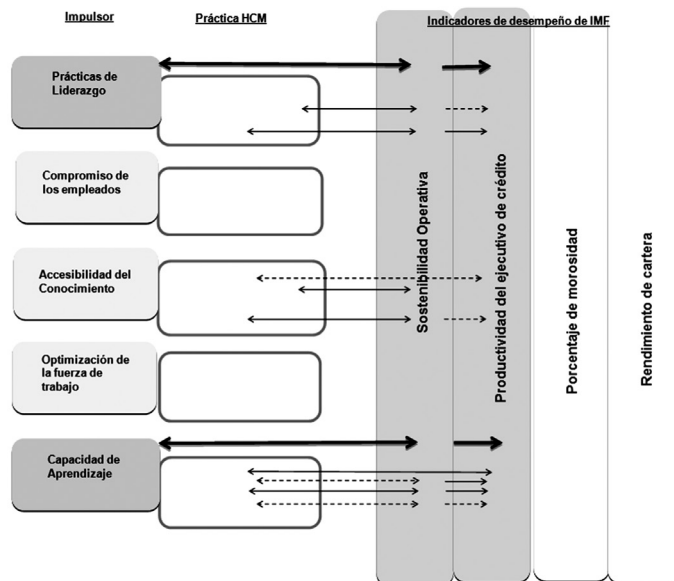 Impulsor
Práctica HCM
Indicadores de desempeño de IMF
Prácticas de
Liderazgo
Compromiso de
los empleados
Accesibilidad del
Conocimiento
Optimización de
la fuerza de
trabajo
Capacidad de
Aprendizaje
Sostenibilidad Operativa
Productividad del ejecutivo de crédito
Porcentaje de morosidad
Rendimiento de cartera